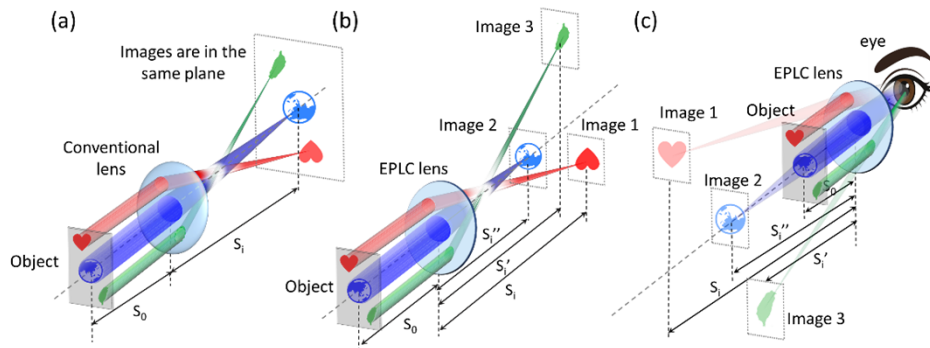 (a)
Images are in the
same plane
Conventional
lens
Object
S0
Si
(b)
Image 3
Image 2
Image 1
EPLC lens
Object
S0
Si''
Si'
Si
(c)
eye
EPLC lens
Object
Image 1
Image 2
S0
Si''
Si'
Si
Image 3